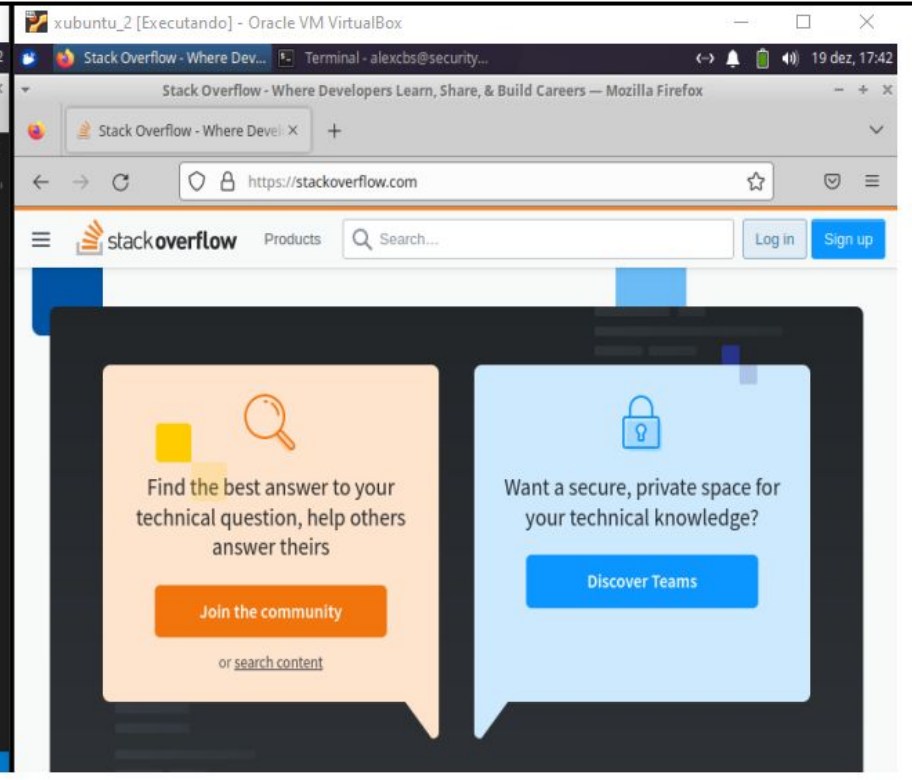 xubuntu_2 [Executando] - Oracle VM VirtualBox
Stack Overflow - Where Dev... Terminal - alexcbs@security... 19 dez, 17:42
Stack Overflow - Where Developers Learn, Share, & Build Careers — Mozilla Firefox
Stack Overflow - Where Devel
https://stackoverflow.com
stackoverflow Products Search... Log in Sign up
Find the best answer to your
technical question, help others
answer theirs
Join the community
or search content
Want a secure, private space for
your technical knowledge?
Discover Teams